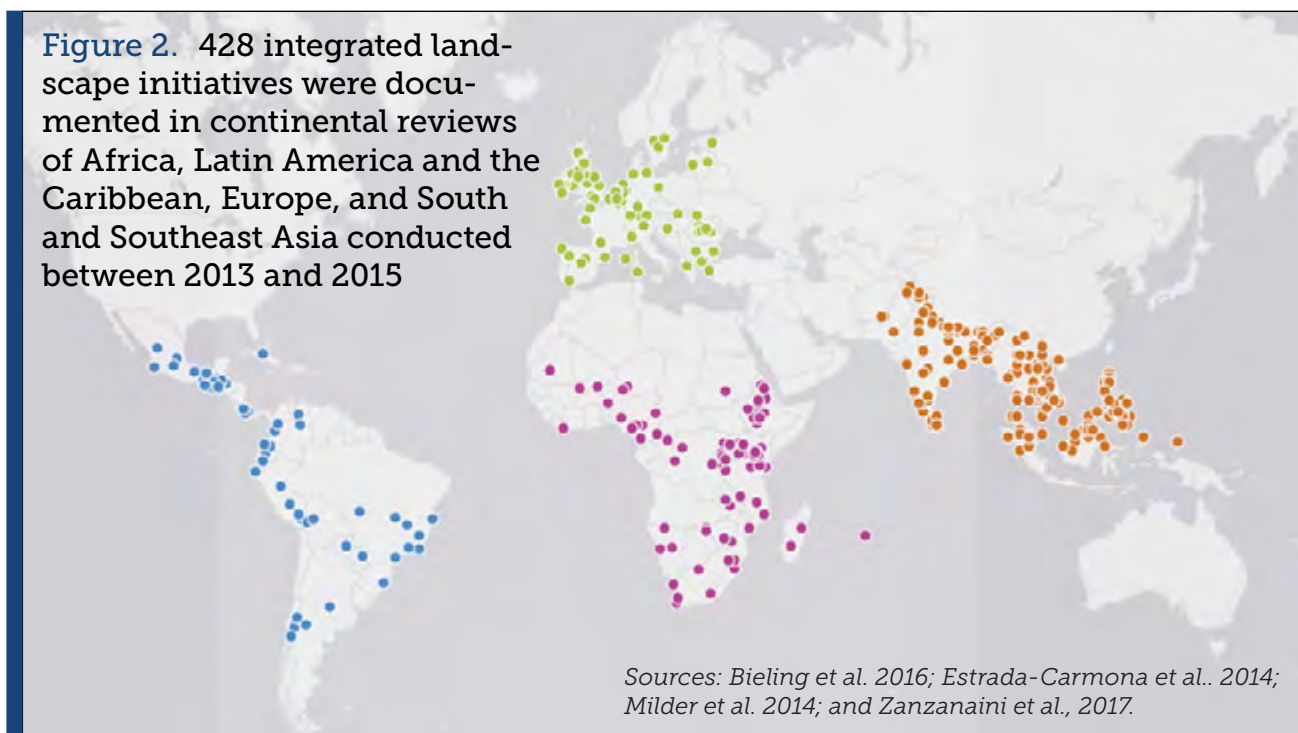 Figure 2. 428 integrated land-
scape initiatives were docu-
mented in continental reviews
of Africa, Latin America and the
Caribbean, Europe, and South
and Southeast Asia conducted
between 2013 and 2015
Sources: Bieling et al. 2016; Estrada-Carmona et al.. 2014;
Milder et al. 2014; and Zanzanaini et al., 2017.